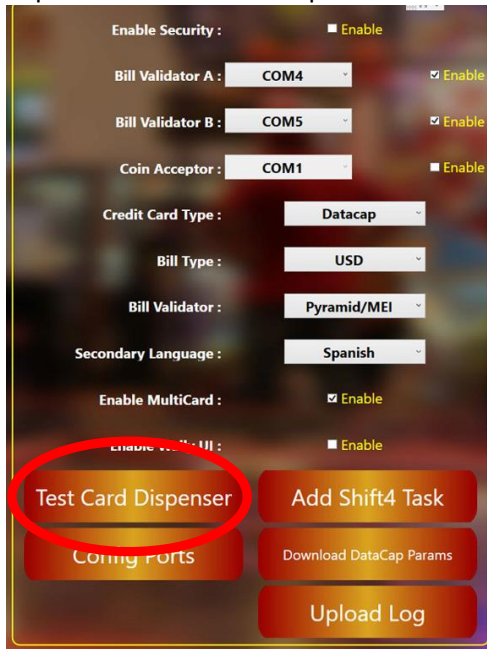 Enable Security :
Enable
Bill Validator A :
COM4
Enable
Bill Validator B :
COM5
Enable
Coin Acceptor :
COM1
Enable
Credit Card Type :
Datacap
Bill Type :
USD
Bill Validator :
Pyramid/MEI
Secondary Language :
Spanish
Enable MultiCard :
Enable
Enable
UI :
Enable
Test Card Dispenser
Add Shift4 Task
Config Ports
Download DataCap Params
Upload Log